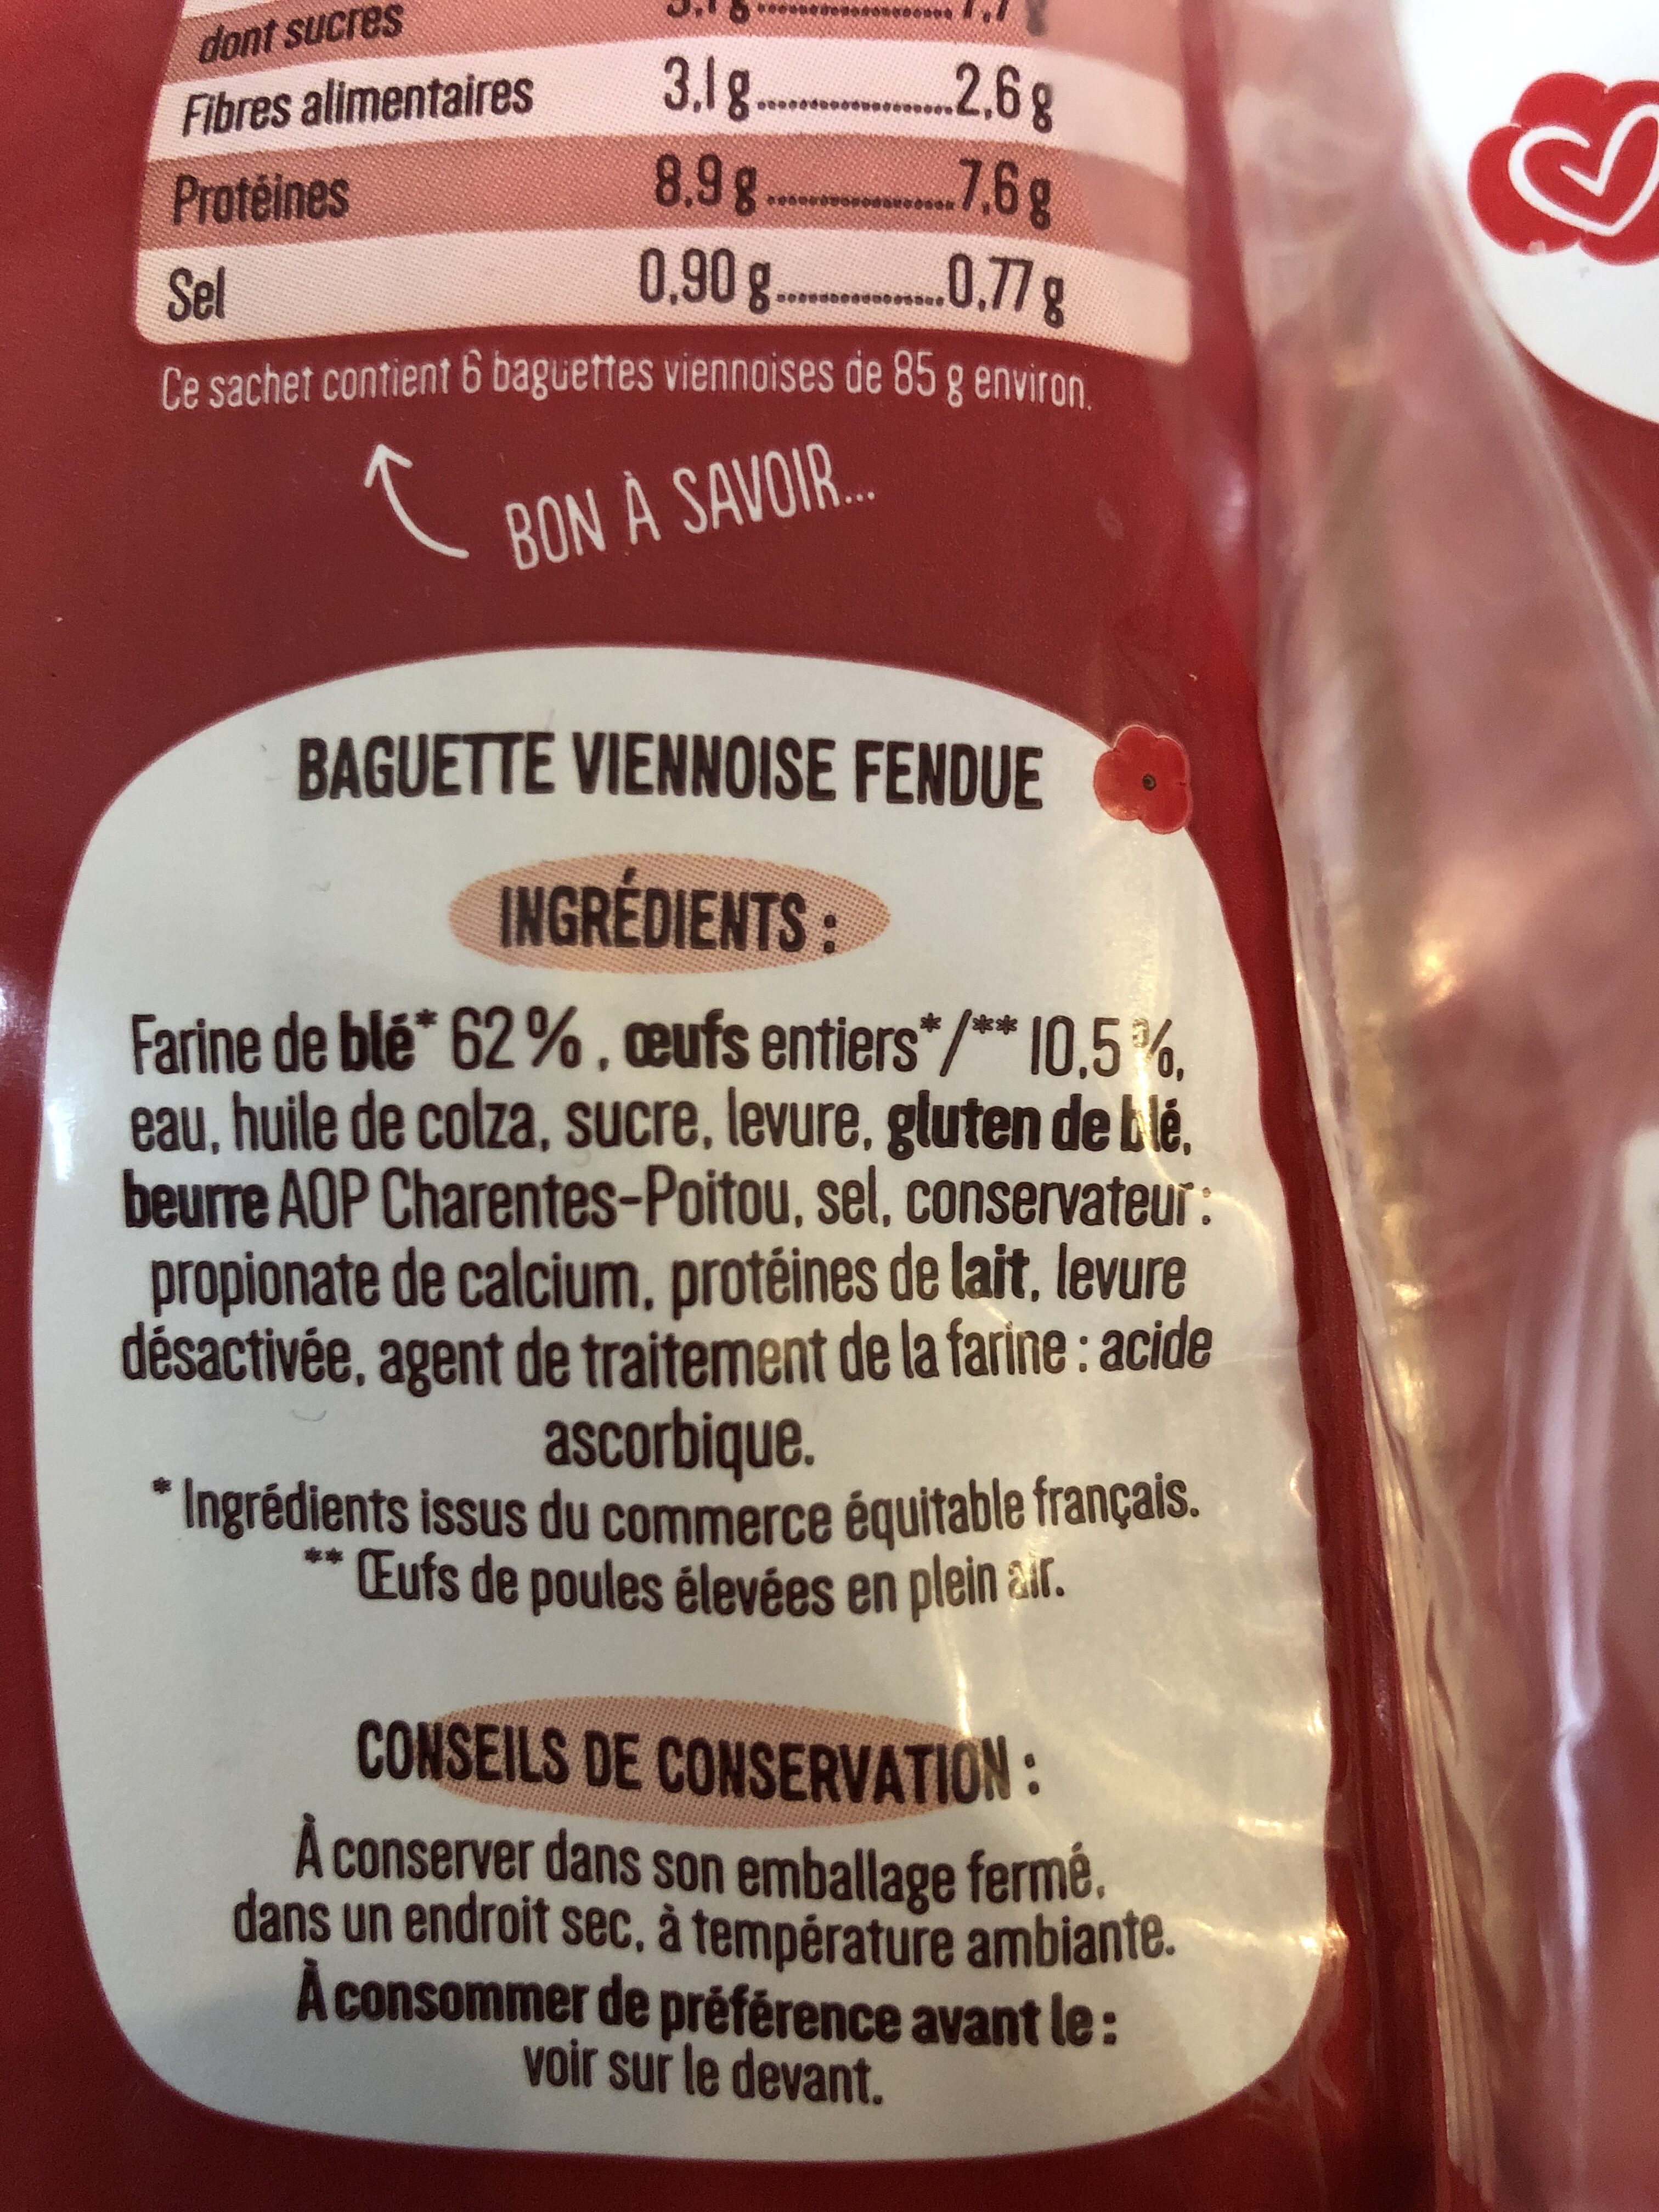 dont sucres
Fibres alimentaires 3,1 g..................2,6 g
Protéines 8,9 g..................7,6 g
Sel 0,90 g..................0,77 g
Ce sachet contient 6 baguettes viennoises de 85 g environ.
BON À SAVOIR...
BAGUETTE VIENNOISE FENDUE
INGRÉDIENTS :
Farine de blé* 62 %, œufs entiers*/** 10,5 %,
eau, huile de colza, sucre, levure, gluten de blé,
beurre AOP Charentes-Poitou, sel, conservateur :
propionate de calcium, protéines de lait, levure
désactivée, agent de traitement de la farine : acide
ascorbique.
* Ingrédients issus du commerce équitable français.
** Œufs de poules élevées en plein air.
CONSEILS DE CONSERVATION :
À conserver dans son emballage fermé,
dans un endroit sec, à température ambiante.
À consommer de préférence avant le :
voir sur le devant.